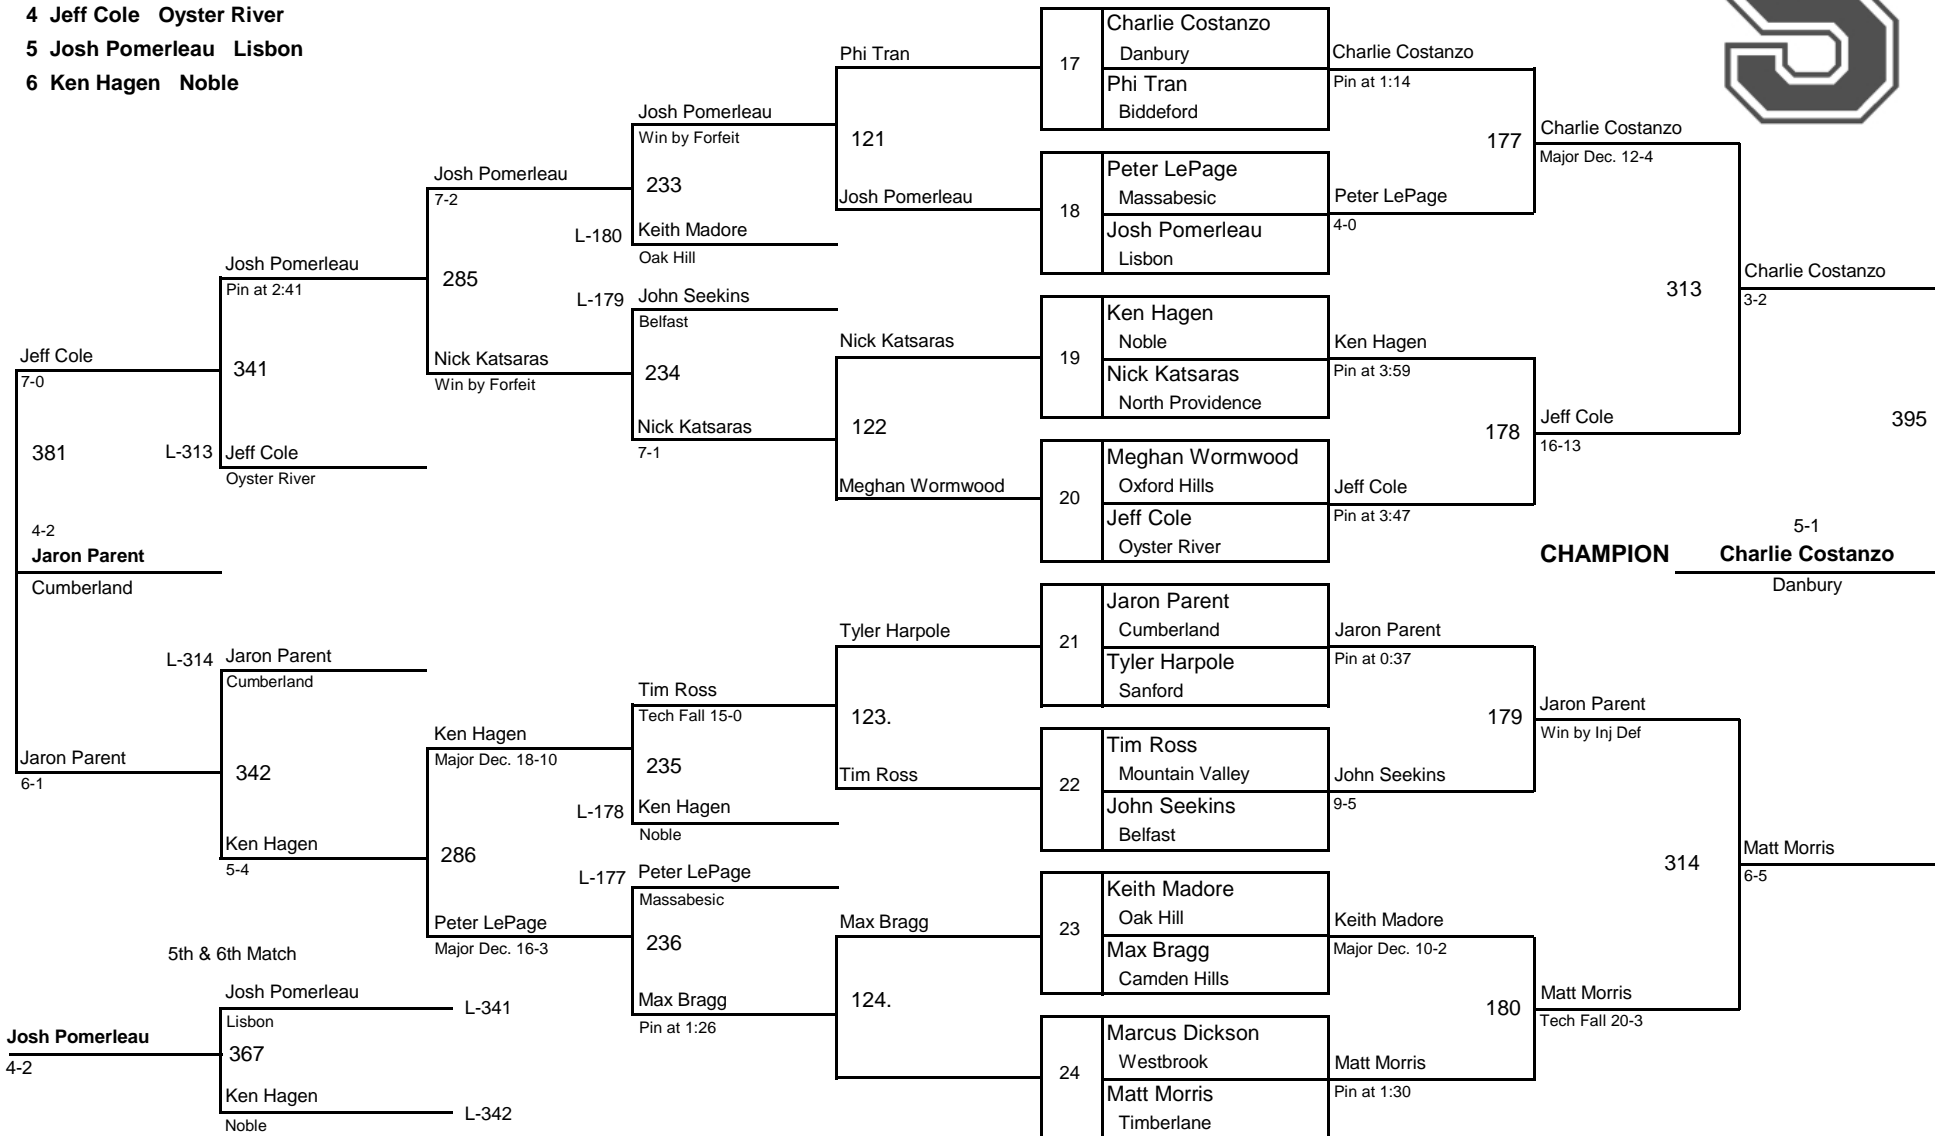 4 Jeff Cole Oyster River
5 Josh Pomerleau Lisbon
6 Ken Hagen Noble
Jeff Cole
7-0
381
4-2
Jaron Parent
Cumberland
Jaron Parent
6-1
Josh Pomerleau
Pin at 2:41
341
L-313 Jeff Cole
Oyster River
L-314 Jaron Parent
Cumberland
342
Ken Hagen
5-4
5th & 6th Match
Josh Pomerleau
L-341
Lisbon
Josh Pomerleau
367
4-2
Ken Hagen
L-342
Noble
Josh Pomerleau
7-2
285
Nick Katsaras
Win by Forfeit
Ken Hagen
Major Dec. 18-10
286
Peter LePage
Major Dec. 16-3
Josh Pomerleau
Win by Forfeit
233
L-180 Keith Madore
Oak Hill
L-179 John Seekins
Belfast
234
Nick Katsaras
7-1
Tim Ross
Tech Fall 15-0
235
L-178 Ken Hagen
Noble
L-177 Peter LePage
Massabesic
236
Max Bragg
Pin at 1:26
Phi Tran
121
Josh Pomerleau
Nick Katsaras
122
Meghan Wormwood
Tyler Harpole
123.
Tim Ross
Max Bragg
124.
17
Charlie Costanzo
Danbury
Phi Tran
Biddeford
18
Peter LePage
Massabesic
Josh Pomerleau
Lisbon
19
Ken Hagen
Noble
Nick Katsaras
North Providence
20
Meghan Wormwood
Oxford Hills
Jeff Cole
Oyster River
21
Jaron Parent
Cumberland
Tyler Harpole
Sanford
22
Tim Ross
Mountain Valley
John Seekins
Belfast
23
Keith Madore
Oak Hill
Max Bragg
Camden Hills
24
Marcus Dickson
Westbrook
Matt Morris
Timberlane
Charlie Costanzo
Pin at 1:14
177
Peter LePage
4-0
Ken Hagen
Pin at 3:59
178
Jeff Cole
Pin at 3:47
Jaron Parent
Pin at 0:37
179
John Seekins
9-5
Keith Madore
Major Dec. 10-2
180
Matt Morris
Pin at 1:30
Charlie Costanzo
Major Dec. 12-4
313
Jeff Cole
16-13
Jaron Parent
Win by Inj Def
314
Matt Morris
Tech Fall 20-3
Charlie Costanzo
3-2
395
5-1
CHAMPION Charlie Costanzo
Danbury
Matt Morris
6-5